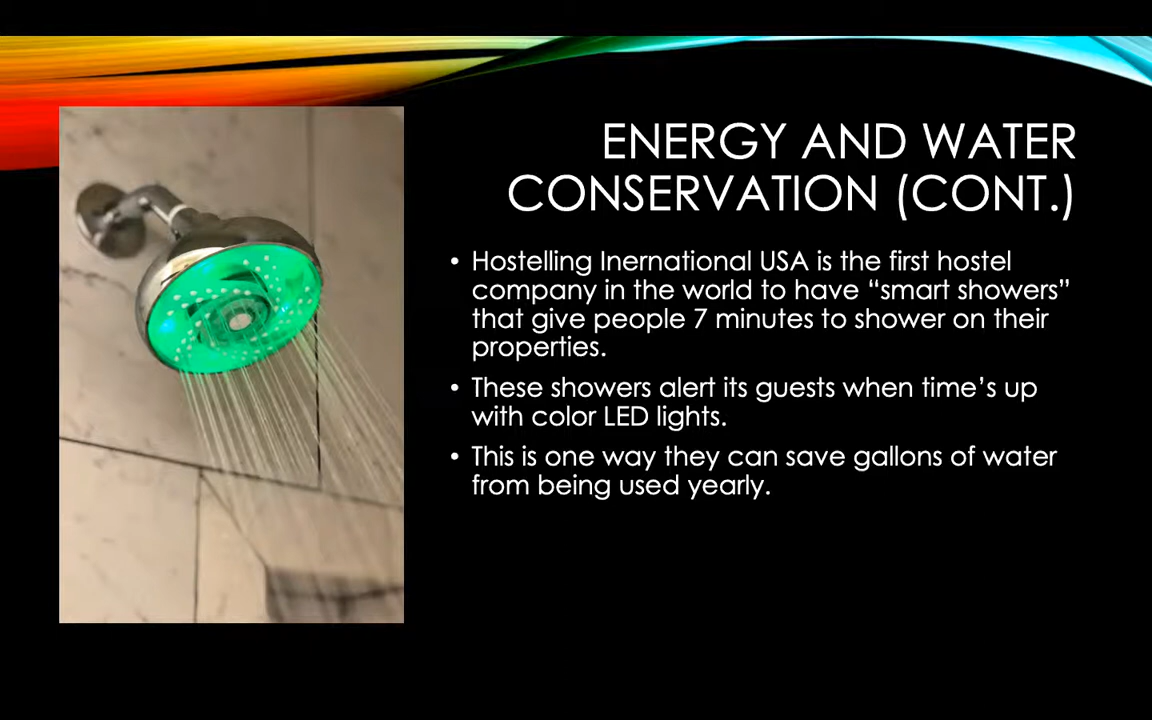 ENERGY AND WATER
CONSERVATION (CONT.)
• Hostelling Inernational USA is the first hostel
company in the world to have “smart showers”
that give people 7 minutes to shower on their
properties.
• These showers alert its guests when time’s up
with color LED lights.
• This is one way they can save gallons of water
from being used yearly.